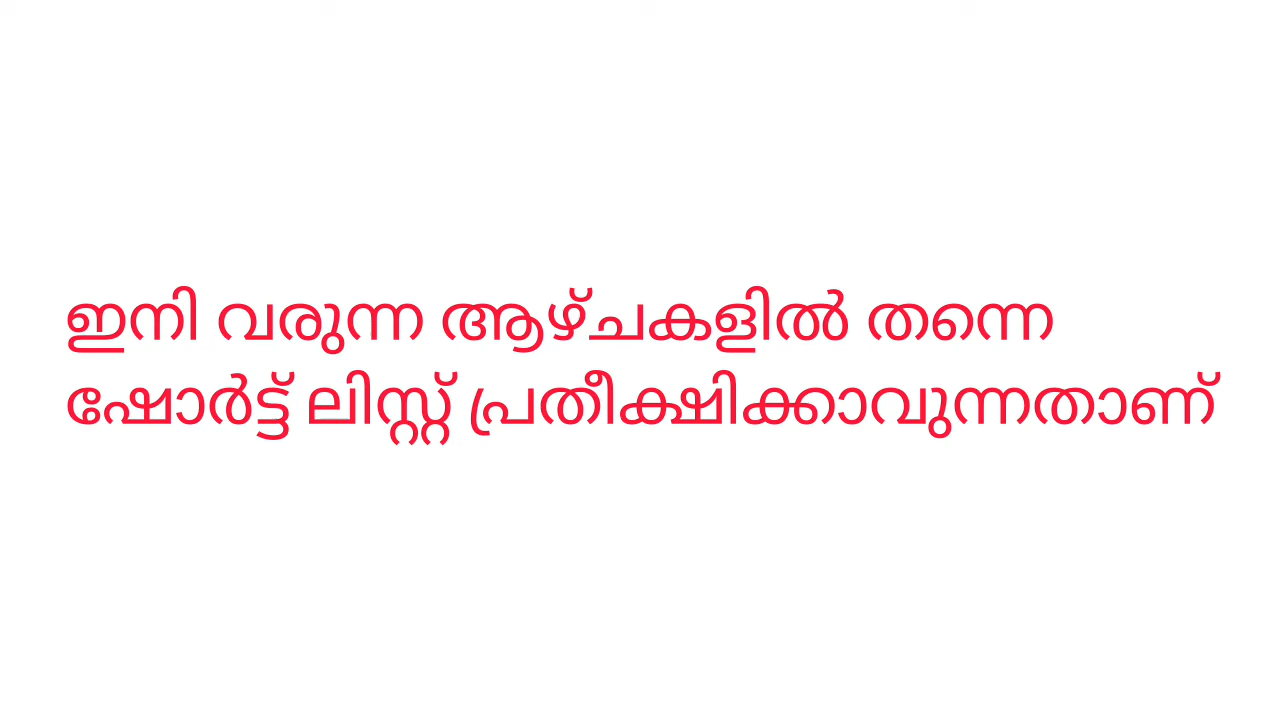 ഇനി വരുന്ന ആഴ്ചകളിൽ തന്നെ
ഷോർട്ട് ലിസ്റ്റ് പ്രതീക്ഷിക്കാവുന്നതാണ്